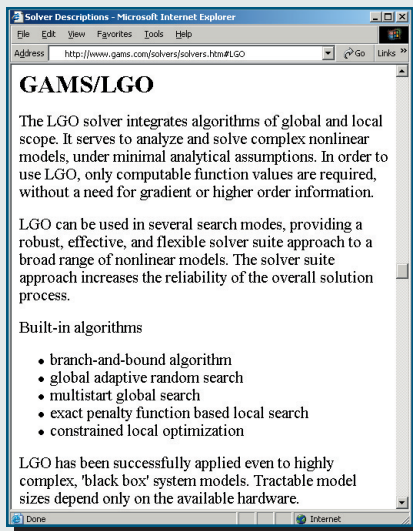 Solver Descriptions - Microsoft Internet Explorer
File Edit View Favorites Tools Help
Address http://www.gams.com/solvers/solvers.htm#LGO Go Links »
GAMS/LGO
The LGO solver integrates algorithms of global and local
scope. It serves to analyze and solve complex nonlinear
models, under minimal analytical assumptions. In order to
use LGO, only computable function values are required,
without a need for gradient or higher order information.
LGO can be used in several search modes, providing a
robust, effective, and flexible solver suite approach to a
broad range of nonlinear models. The solver suite
approach increases the reliability of the overall solution
process.
Built-in algorithms
• branch-and-bound algorithm
• global adaptive random search
• multistart global search
• exact penalty function based local search
• constrained local optimization
LGO has been successfully applied even to highly
complex, 'black box' system models. Tractable model
sizes depend only on the available hardware.
Done Internet